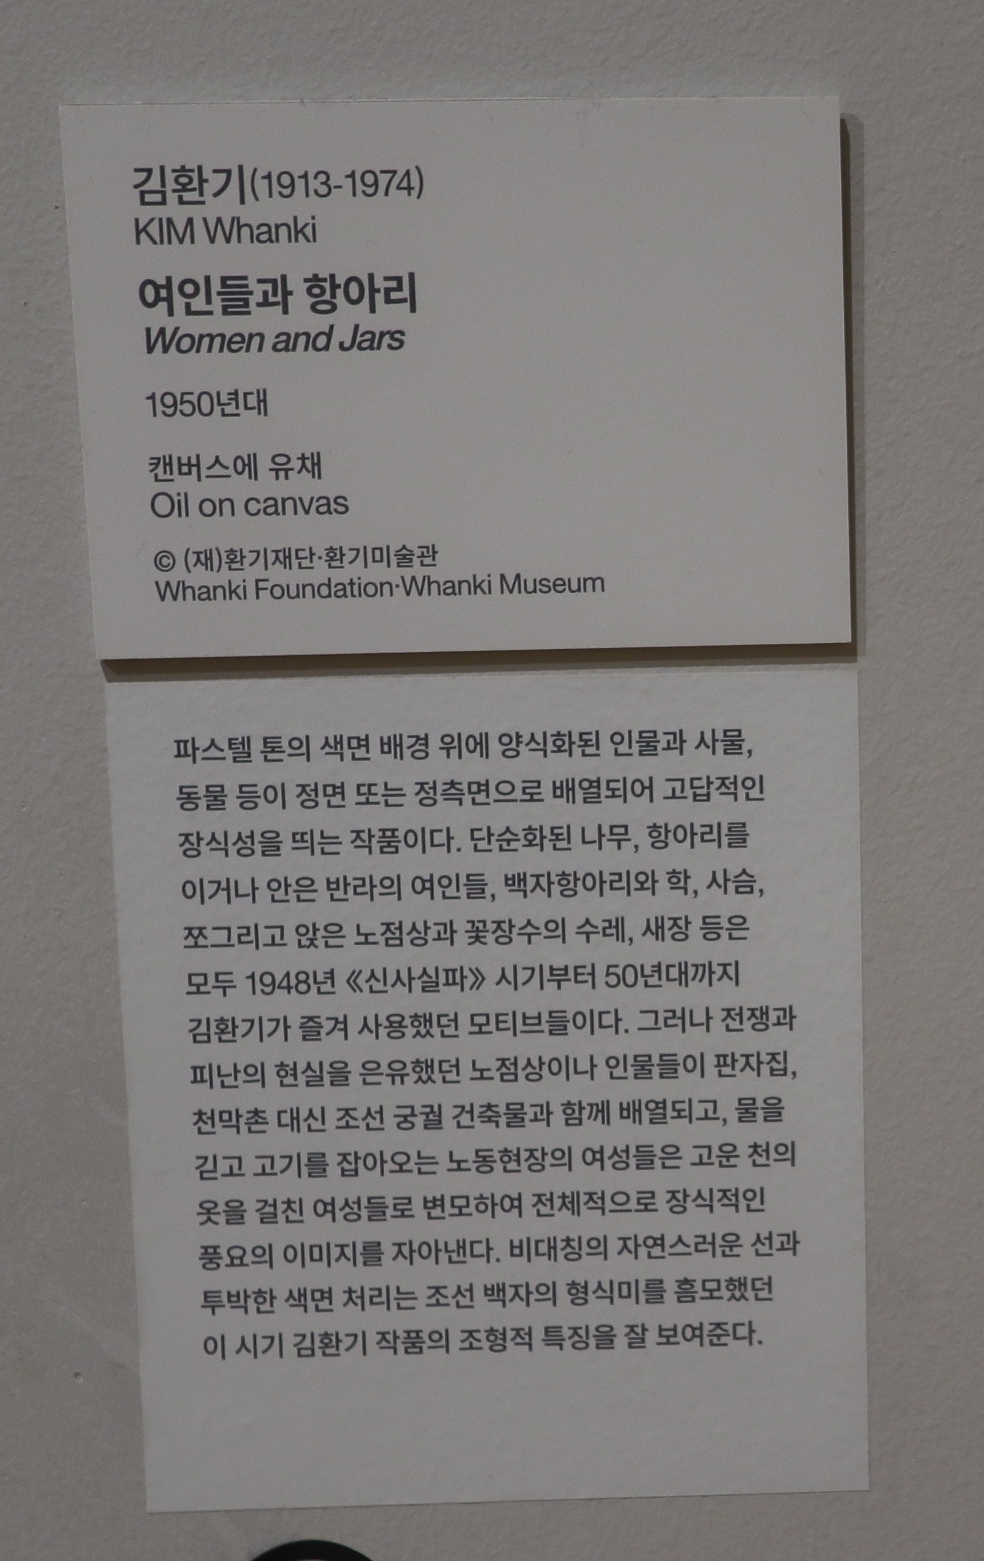 김환기(1913-1974)
KIM Whanki
여인들과 항아리
Women and Jars
1950년대
캔버스에 유채
Oil on canvas
© (재)환기재단·환기미술관
Whanki Foundation·Whanki Museum
파스텔 톤의 색면 배경 위에 양식화된 인물과 사물,
동물 등이 정면 또는 정측면으로 배열되어 고답적인
장식성을 띄는 작품이다. 단순화된 나무, 항아리를
이거나 안은 반라의 여인들, 백자항아리와 학, 사슴,
쪼그리고 앉은 노점상과 꽃장수의 수레, 새장 등은
모두 1948년 《신사실파》 시기부터 50년대까지
김환기가 즐겨 사용했던 모티브들이다. 그러나 전쟁과
피난의 현실을 은유했던 노점상이나 인물들이 판자집,
천막촌 대신 조선 궁궐 건축물과 함께 배열되고, 물을
긷고 고기를 잡아오는 노동현장의 여성들은 고운 천의
옷을 걸친 여성들로 변모하여 전체적으로 장식적인
풍요의 이미지를 자아낸다. 비대칭의 자연스러운 선과
투박한 색면 처리는 조선 백자의 형식미를 흠모했던
이 시기 김환기 작품의 조형적 특징을 잘 보여준다.